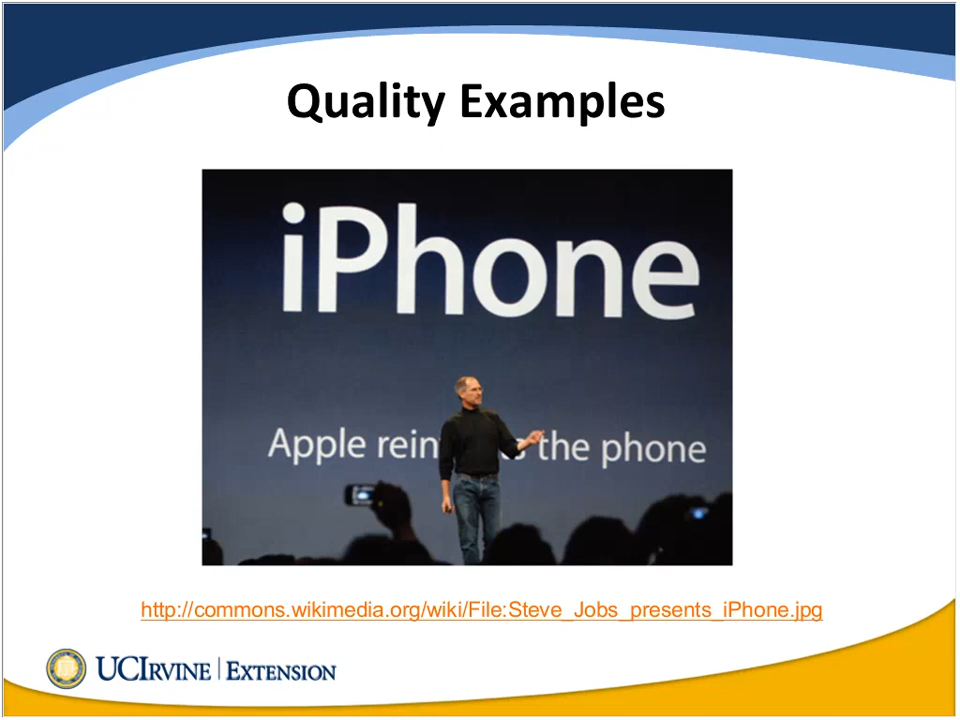 Quality Examples
iPhone
Apple the phone
http://commons.wikimedia.org/wiki/File:Steve_Jobs_presents_iPhone.jpg
UCIRVINE | EXTENSION